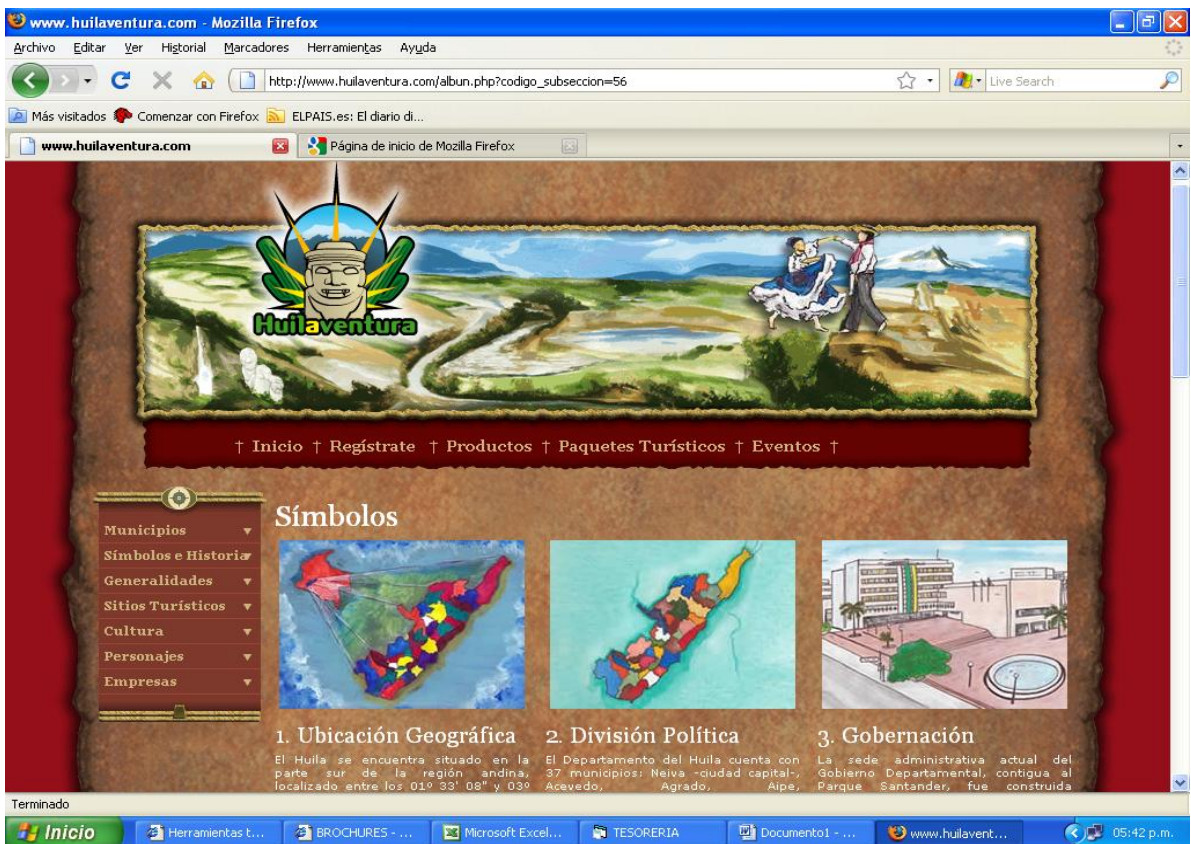 www.huilaventura.com - Mozilla Firefox
Archivo Editar Ver Historial Marcadores Herramientas Ayuda
http://www.huilaventura.com/albun.php?codigo_subseccion=56
Live Search
Más visitados Comenzar con Firefox ELPAIS.es: El diario di...
www.huilaventura.com Página de inicio de Mozilla Firefox
Huilaventura
† Inicio † Regístrate † Productos † Paquetes Turísticos † Eventos †
Municipios
Símbolos e Historia
Generalidades
Sitios Turísticos
Cultura
Personajes
Empresas
Símbolos
1. Ubicación Geográfica
El Huila se encuentra situado en la
parte sur de la región andina,
localizado entre los 01º 33' 08" y 03º
2. División Política
El Departamento del Huila cuenta con
37 municipios: Neiva -ciudad capital-,
Acevedo, Agrado, Aipe,
3. Gobernación
La sede administrativa actual del
Gobierno Departamental, contigua al
Parque Santander, fue construida
Terminado
Inicio Herramientas t... BROCHURES - ... Microsoft Excel... TESORERIA Documento1 - ... www.huilavent... 05:42 p.m.